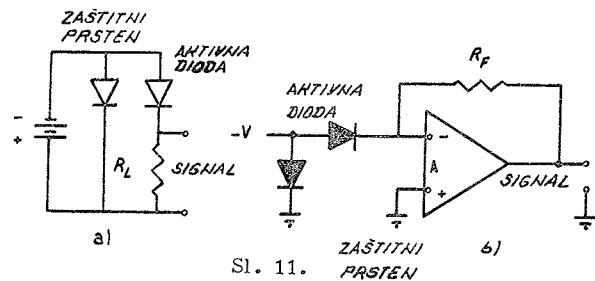 ZAŠTITNI
PRSTEN
AKTIVNA
DIODA
-
+
R_L
SIGNAL
a)
R_F
AKTIVNA
DIODA
-V
-
A
+
SIGNAL
ZAŠTITNI
PRSTEN
b)
Sl. 11.